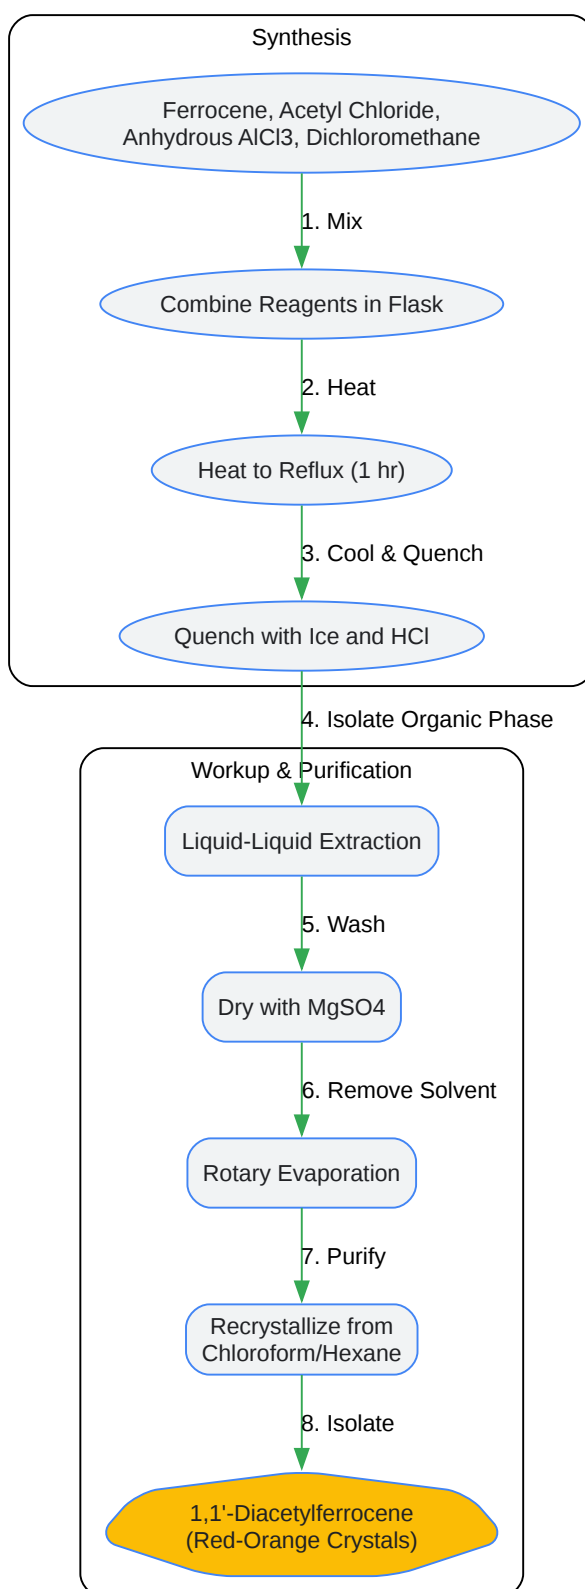 Synthesis
Ferrocene, Acetyl Chloride,
Anhydrous AlCl3, Dichloromethane
1. Mix
Combine Reagents in Flask
2. Heat
Heat to Reflux (1 hr)
3. Cool & Quench
Quench with Ice and HCl
4. Isolate Organic Phase
Workup & Purification
Liquid-Liquid Extraction
5. Wash
Dry with MgSO4
6. Remove Solvent
Rotary Evaporation
7. Purify
Recrystallize from
Chloroform/Hexane
8. Isolate
1,1'-Diacetylferrocene
(Red-Orange Crystals)